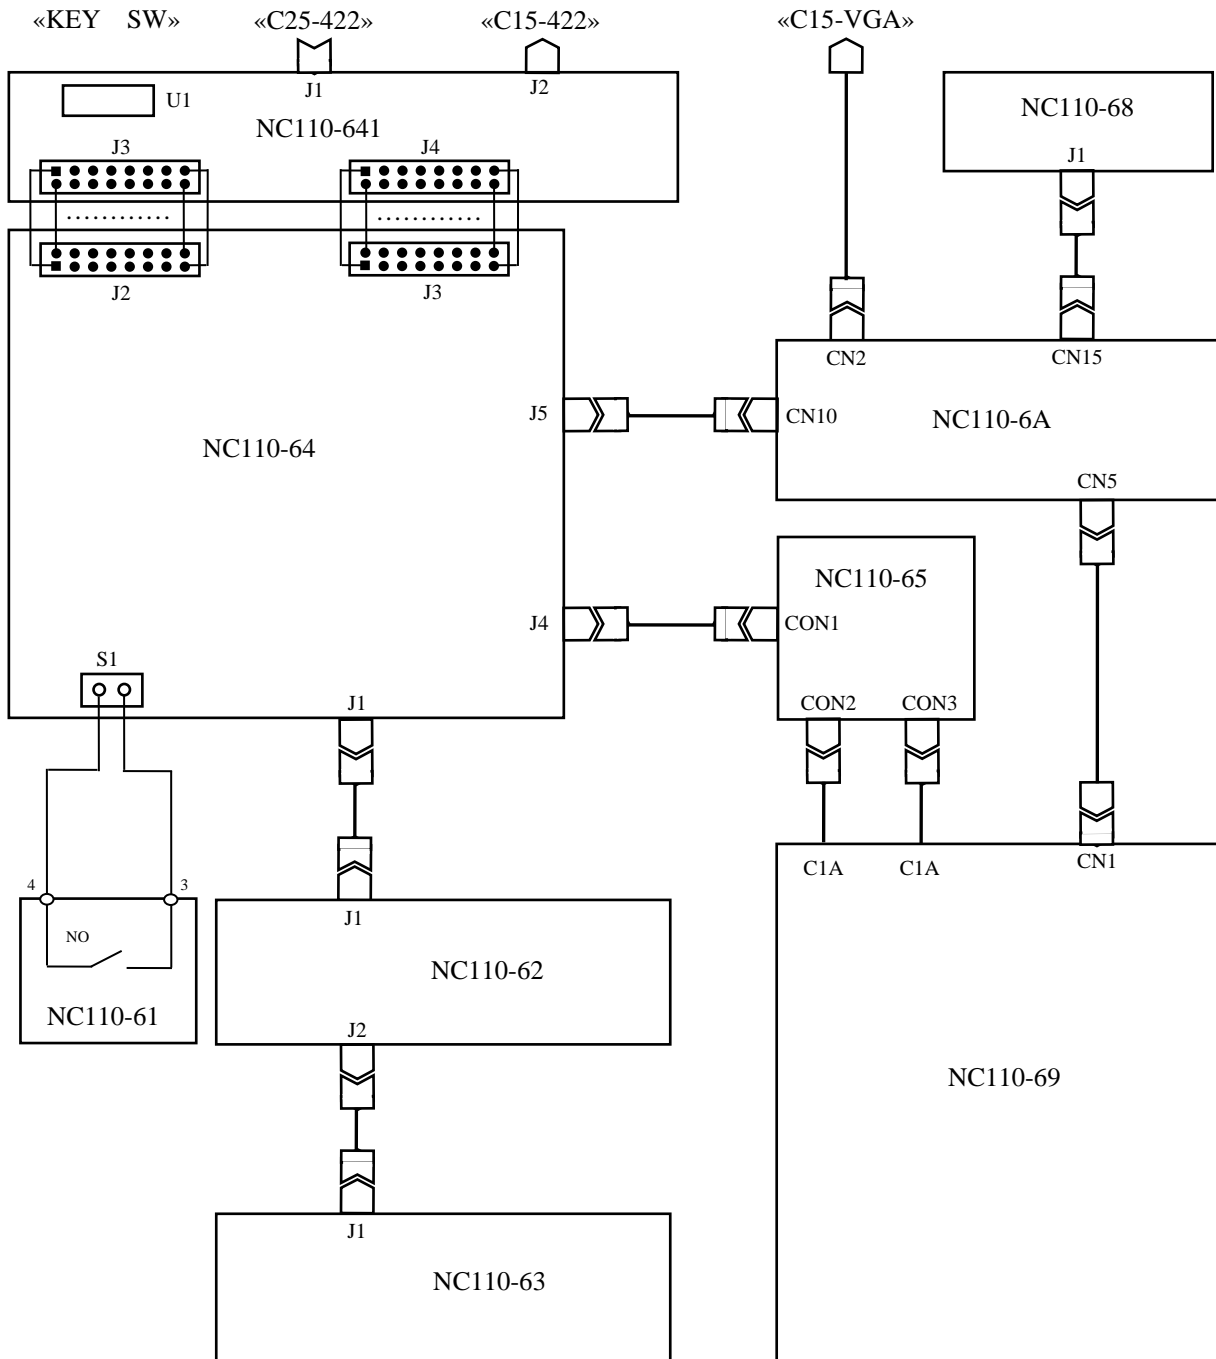 «KEY SW» «C25-422» «C15-422» «C15-VGA»
J1 J2
U1
NC110-641
NC110-68
J3 J4
J1
J2 J3
CN2 CN15
J5 CN10
NC110-6A
NC110-64
CN5
NC110-65
J4 CON1
S1
J1 CON2 CON3
C1A C1A CN1
4 3
J1
NO
NC110-62
NC110-61
J2
NC110-69
J1
NC110-63